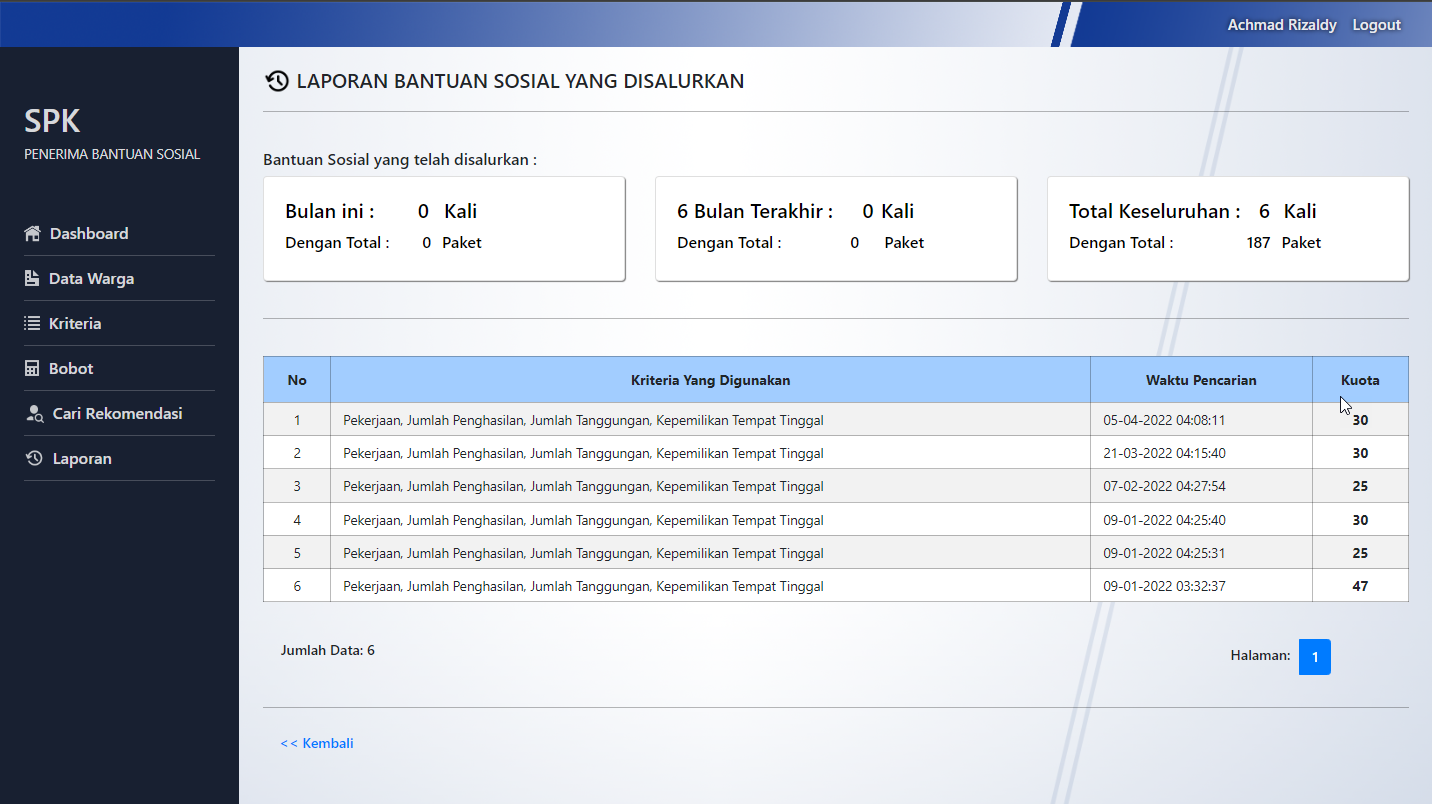 Achmad Rizaldy Logout
SPK
PENERIMA BANTUAN SOSIAL
Dashboard
Data Warga
Kriteria
Bobot
Cari Rekomendasi
Laporan
LAPORAN BANTUAN SOSIAL YANG DISALURKAN
Bantuan Sosial yang telah disalurkan :
Bulan ini : 0 Kali
Dengan Total : 0 Paket
6 Bulan Terakhir : 0 Kali
Dengan Total : 0 Paket
Total Keseluruhan : 6 Kali
Dengan Total : 187 Paket
No Kriteria Yang Digunakan Waktu Pencarian Kuota
1 Pekerjaan, Jumlah Penghasilan, Jumlah Tanggungan, Kepemilikan Tempat Tinggal 05-04-2022 04:08:11 30
2 Pekerjaan, Jumlah Penghasilan, Jumlah Tanggungan, Kepemilikan Tempat Tinggal 21-03-2022 04:15:40 30
3 Pekerjaan, Jumlah Penghasilan, Jumlah Tanggungan, Kepemilikan Tempat Tinggal 07-02-2022 04:27:54 25
4 Pekerjaan, Jumlah Penghasilan, Jumlah Tanggungan, Kepemilikan Tempat Tinggal 09-01-2022 04:25:40 30
5 Pekerjaan, Jumlah Penghasilan, Jumlah Tanggungan, Kepemilikan Tempat Tinggal 09-01-2022 04:25:31 25
6 Pekerjaan, Jumlah Penghasilan, Jumlah Tanggungan, Kepemilikan Tempat Tinggal 09-01-2022 03:32:37 47
Jumlah Data: 6
Halaman: 1
<< Kembali